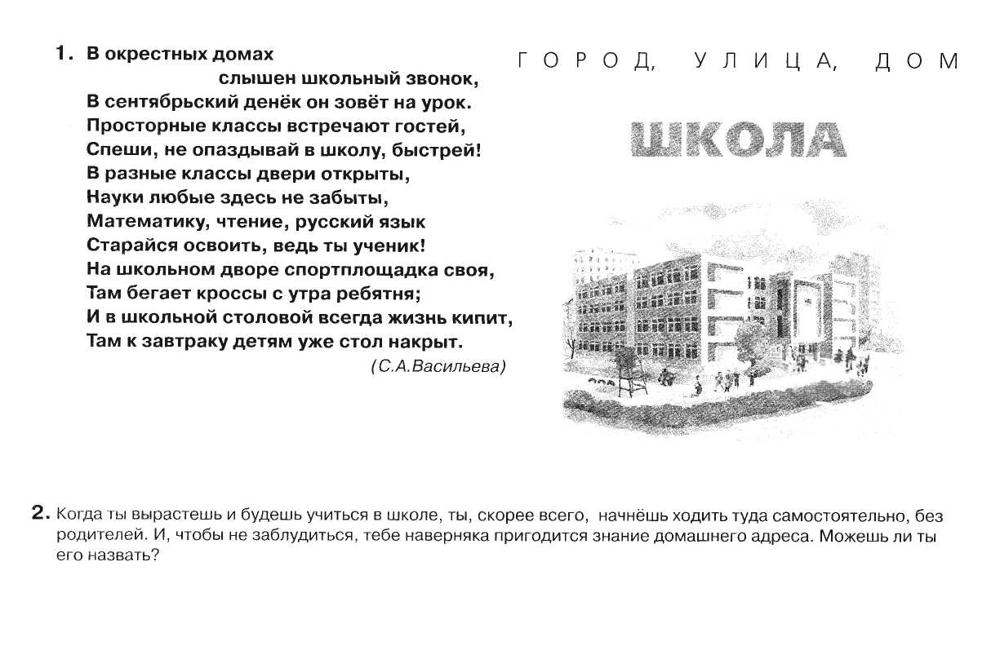 ГОРОД, УЛИЦА, ДОМ
ШКОЛА
1. В окрестных домах
слышен школьный звонок,
В сентябрьский денёк он зовёт на урок.
Просторные классы встречают гостей,
Спеши, не опаздывай в школу, быстрей!
В разные классы двери открыты,
Науки любые здесь не забыты,
Математику, чтение, русский язык
Старайся освоить, ведь ты ученик!
На школьном дворе спортплощадка своя,
Там бегает кроссы с утра ребятня;
И в школьной столовой всегда жизнь кипит,
Там к завтраку детям уже стол накрыт.
(С.А.Васильева)
2. Когда ты вырастешь и будешь учиться в школе, ты, скорее всего, начнёшь ходить туда самостоятельно, без
родителей. И, чтобы не заблудиться, тебе наверняка пригодится знание домашнего адреса. Можешь ли ты
его назвать?